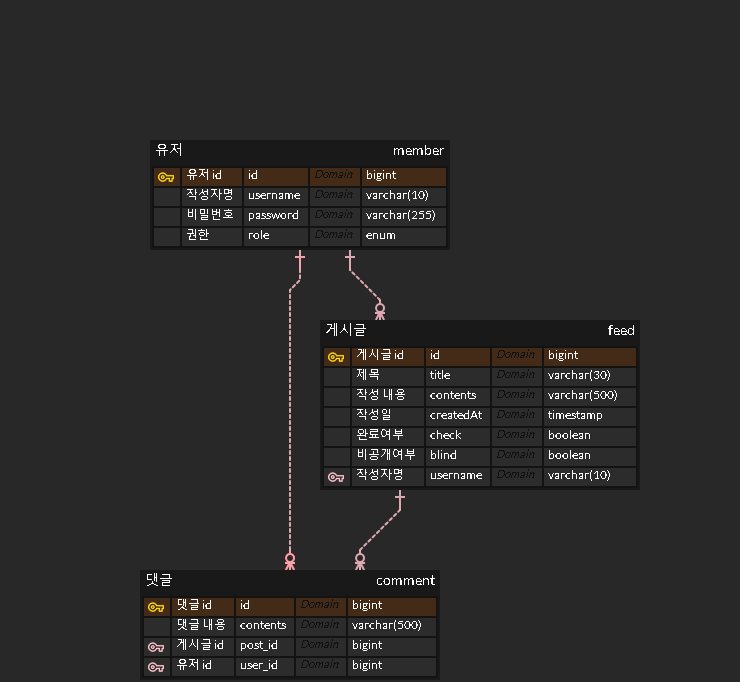 유저 member
유저 id id Domain bigint
작성자명 username Domain varchar(10)
비밀번호 password Domain varchar(255)
권한 role Domain enum
게시글 feed
게시글 id id Domain bigint
제목 title Domain varchar(30)
작성 내용 contents Domain varchar(500)
작성일 createdAt Domain timestamp
완료여부 check Domain boolean
비공개여부 blind Domain boolean
작성자명 username Domain varchar(10)
댓글 comment
댓글 id id Domain bigint
댓글 내용 contents Domain varchar(500)
게시글 id post_id Domain bigint
유저 id user_id Domain bigint